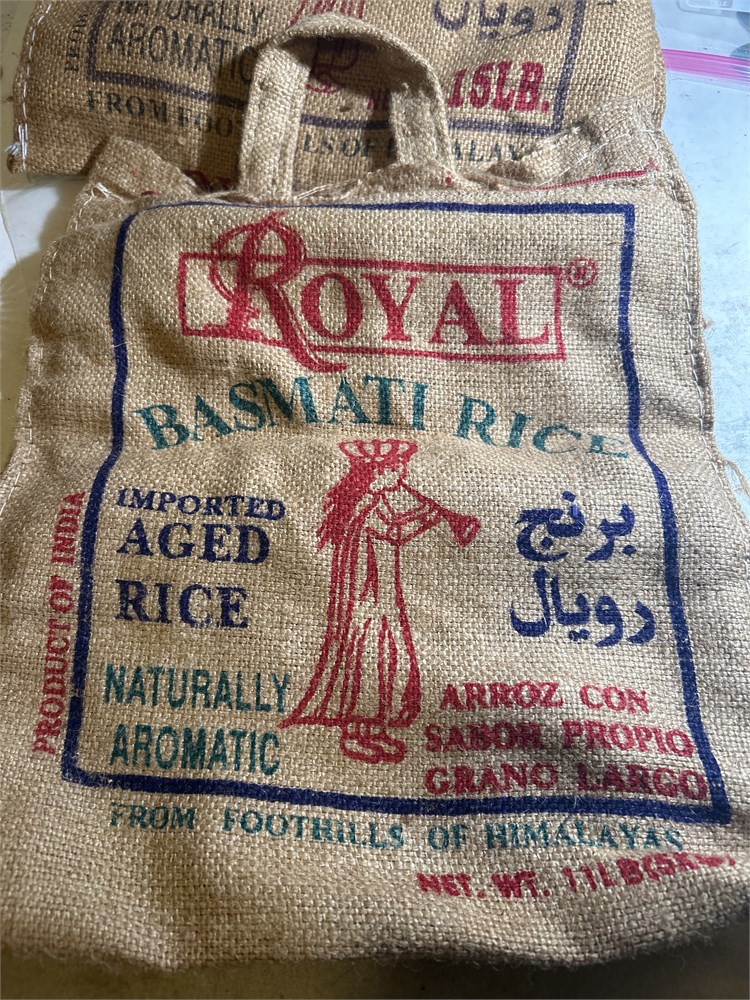 NATURALLY
AROMATIC
رويال
15LB.
ROYAL®
BASMATI RICE
IMPORTED
AGED
RICE
برنج
رويال
PRODUCT OF INDIA
NATURALLY
AROMATIC
ARROZ CON
SABOR PROPIO
GRANO LARGO
FROM FOOTHILLS OF HIMALAYAS
NET. WT. 11LB(5KG)